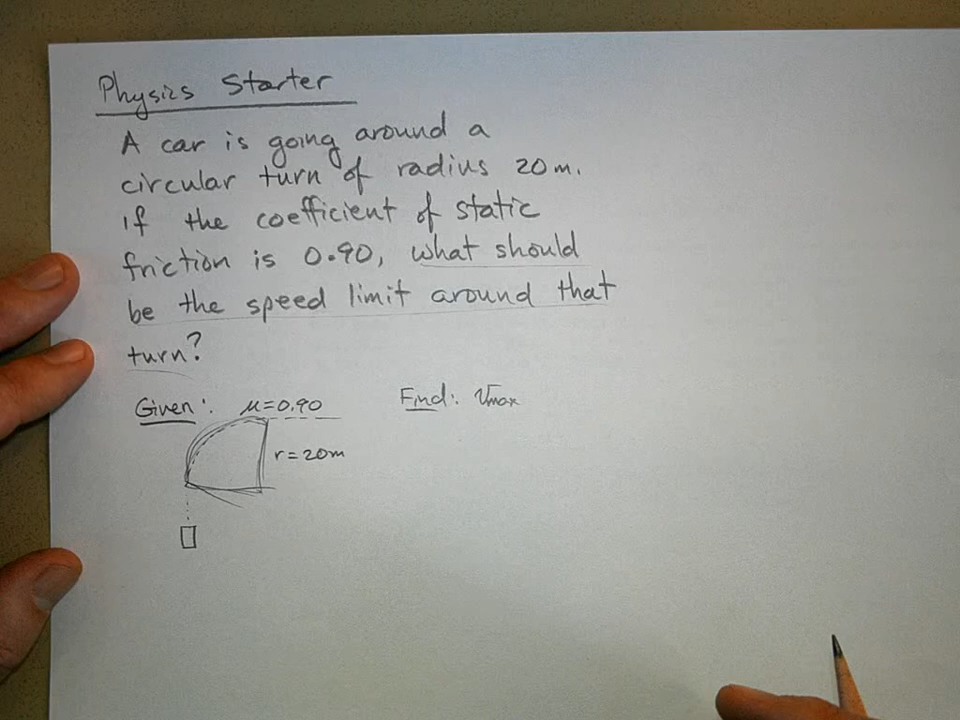 Physics Starter
A car is going around a
circular turn of radius 20m.
If the coefficient of static
friction is 0.90, what should
be the speed limit around that
turn?
Given: μ=0.90 Find: Vmax
r=20m